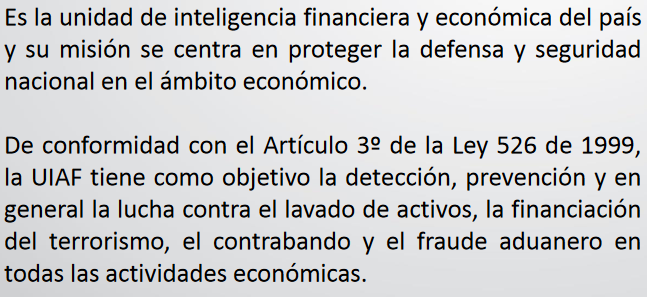 Es la unidad de inteligencia financiera y económica del país
y su misión se centra en proteger la defensa y seguridad
nacional en el ámbito económico.
De conformidad con el Artículo 3º de la Ley 526 de 1999,
la UIAF tiene como objetivo la detección, prevención y en
general la lucha contra el lavado de activos, la financiación
del terrorismo, el contrabando y el fraude aduanero en
todas las actividades económicas.